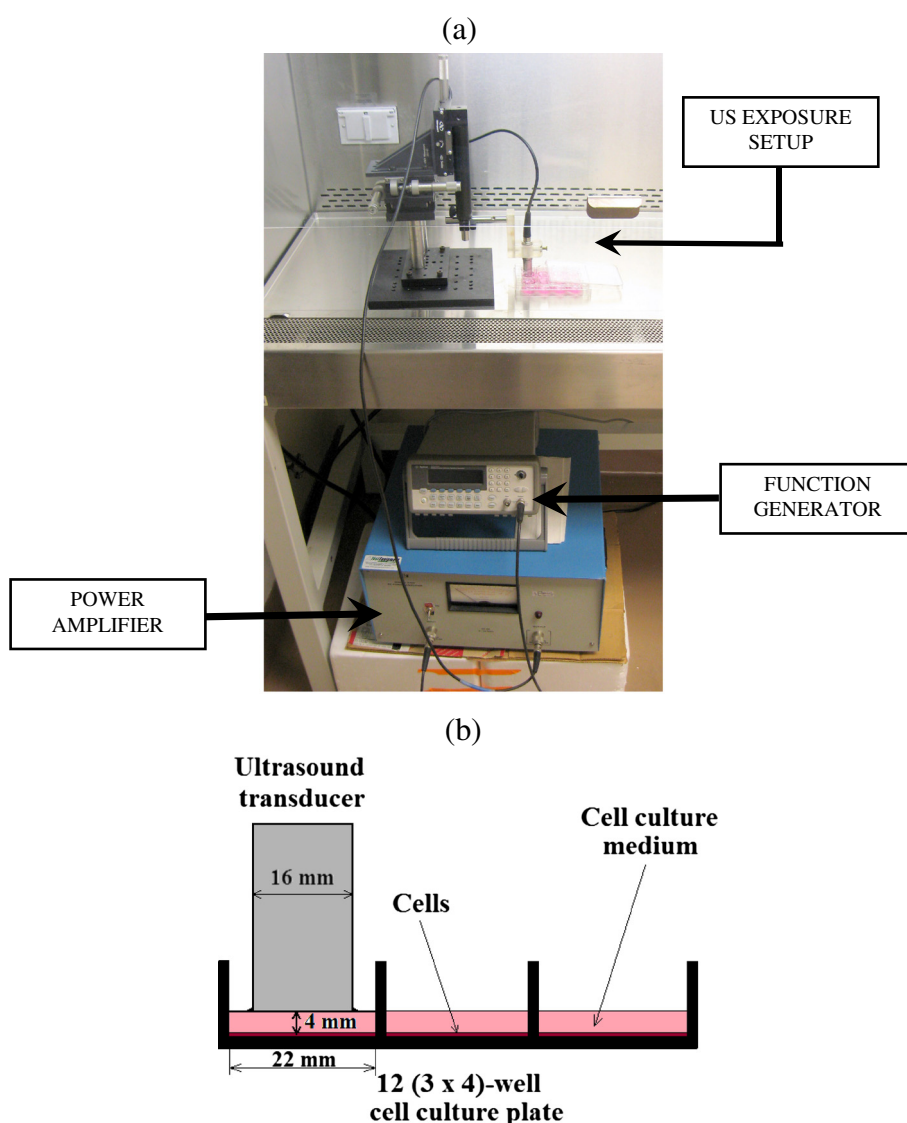 (a)
US EXPOSURE
SETUP
FUNCTION
GENERATOR
POWER
AMPLIFIER
(b)
Ultrasound
transducer
Cell culture
medium
16 mm
Cells
4 mm
22 mm
12 (3 x 4)-well
cell culture plate